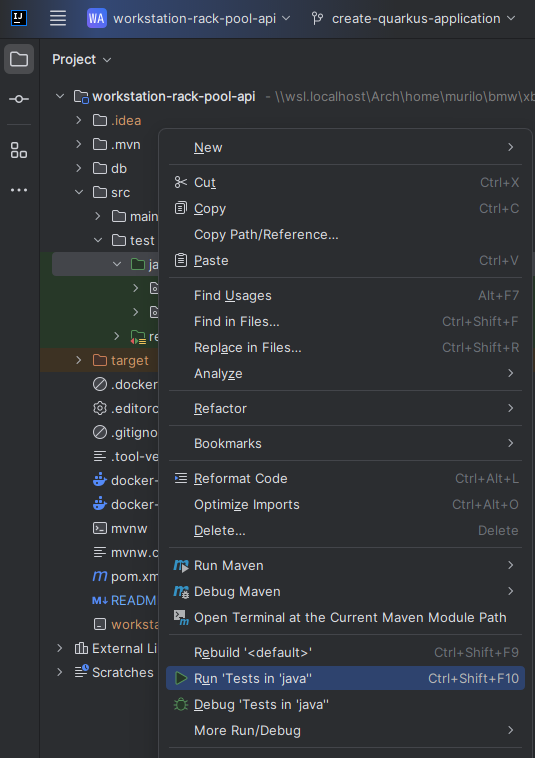 IJ
WA workstation-rack-pool-api create-quarkus-application
Project
workstation-rack-pool-api - \\wsl.localhost\Arch\home\murilo\bmw\xb
.idea
.mvn
db
src
main
test
ja
re
target
.docker
.editorc
.gitigno
.tool-ve
docker-
docker-
mvnw
mvnw.c
pom.xm
README
worksta
External Li
Scratches
New
Cut Ctrl+X
Copy Ctrl+C
Copy Path/Reference...
Paste Ctrl+V
Find Usages Alt+F7
Find in Files... Ctrl+Shift+F
Replace in Files... Ctrl+Shift+R
Analyze
Refactor
Bookmarks
Reformat Code Ctrl+Alt+L
Optimize Imports Ctrl+Alt+O
Delete... Delete
Run Maven
Debug Maven
Open Terminal at the Current Maven Module Path
Rebuild '<default>' Ctrl+Shift+F9
Run 'Tests in 'java'' Ctrl+Shift+F10
Debug 'Tests in 'java''
More Run/Debug